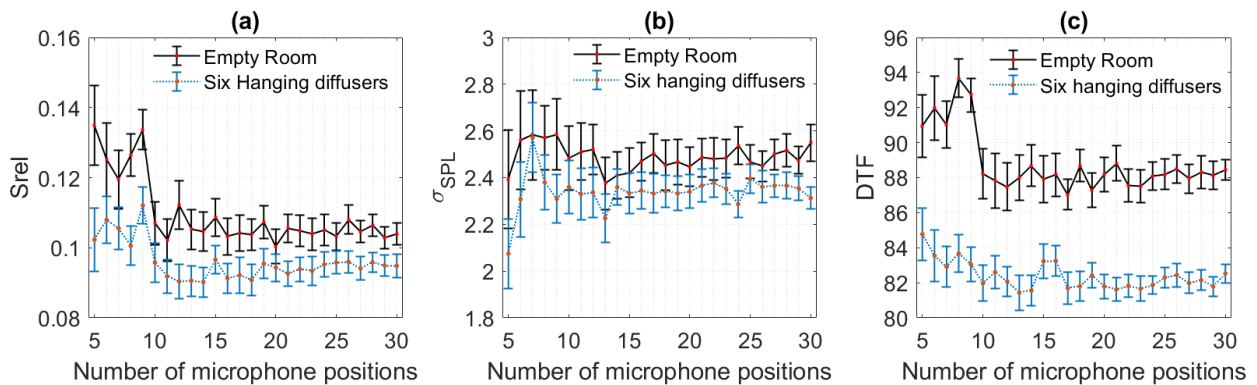 (a)
Empty Room
Six Hanging diffusers
Srel
0.16
0.14
0.12
0.1
0.08
5 10 15 20 25 30
Number of microphone positions
(b)
Empty Room
Six hanging diffusers
σSPL
3
2.8
2.6
2.4
2.2
2
1.8
5 10 15 20 25 30
Number of microphone positions
(c)
Empty Room
Six hanging diffusers
DTF
96
94
92
90
88
86
84
82
80
5 10 15 20 25 30
Number of microphone positions